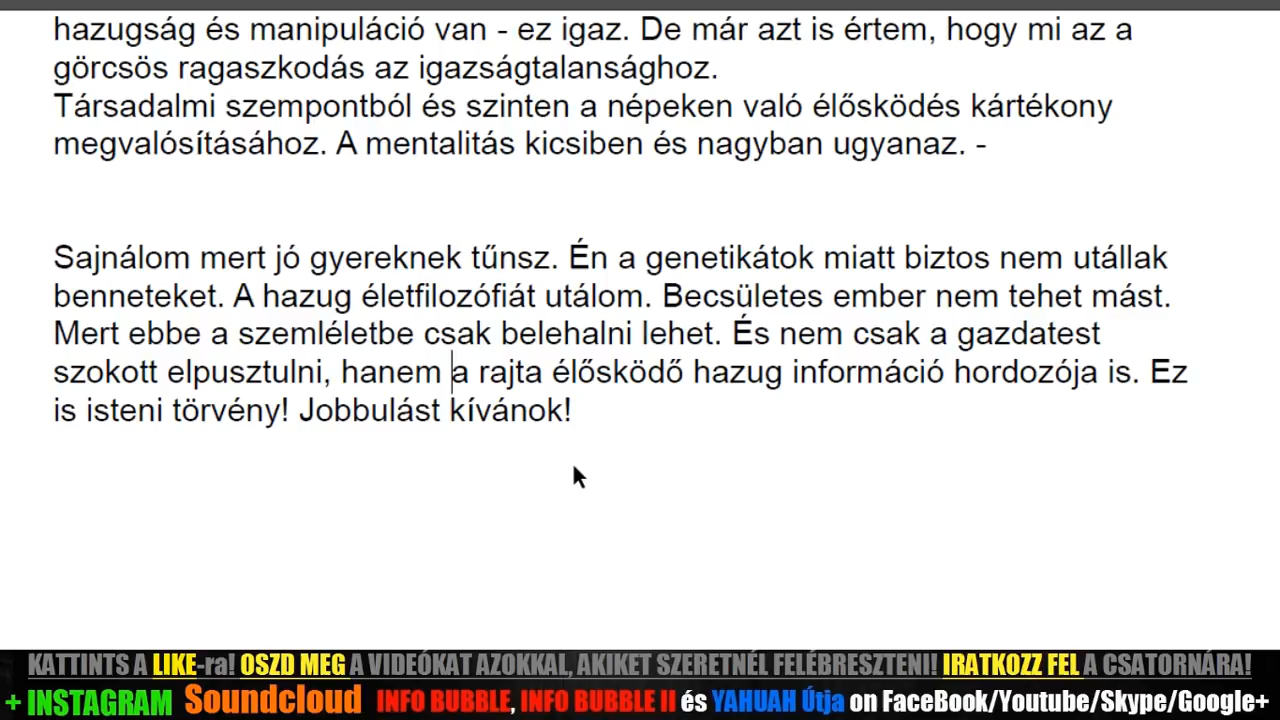 hazugság és manipuláció van - ez igaz. De már azt is értem, hogy mi az a
görcsös ragaszkodás az igazságtalansághoz.
Társadalmi szempontból és szinten a népeken való élősködés kártékony
megvalósításához. A mentalitás kicsiben és nagyban ugyanaz. -
Sajnálom mert jó gyereknek tűnsz. Én a genetikátok miatt biztos nem utállak
benneteket. A hazug életfilozófiát utálom. Becsületes ember nem tehet mást.
Mert ebbe a szemléletbe csak belehalni lehet. És nem csak a gazdatest
szokott elpusztulni, hanem a rajta élősködő hazug információ hordozója is. Ez
is isteni törvény! Jobbulást kívánok!
KATTINTS A LIKE-ra! OSZD MEG A VIDEÓKAT AZOKKAL, AKIKET SZERETNÉL FELÉBRESZTENI! IRATKOZZ FEL A CSATORNÁRA!
+ INSTAGRAM Soundcloud INFO BUBBLE, INFO BUBBLE II és YAHUAH Útja on FaceBook/Youtube/Skype/Google+